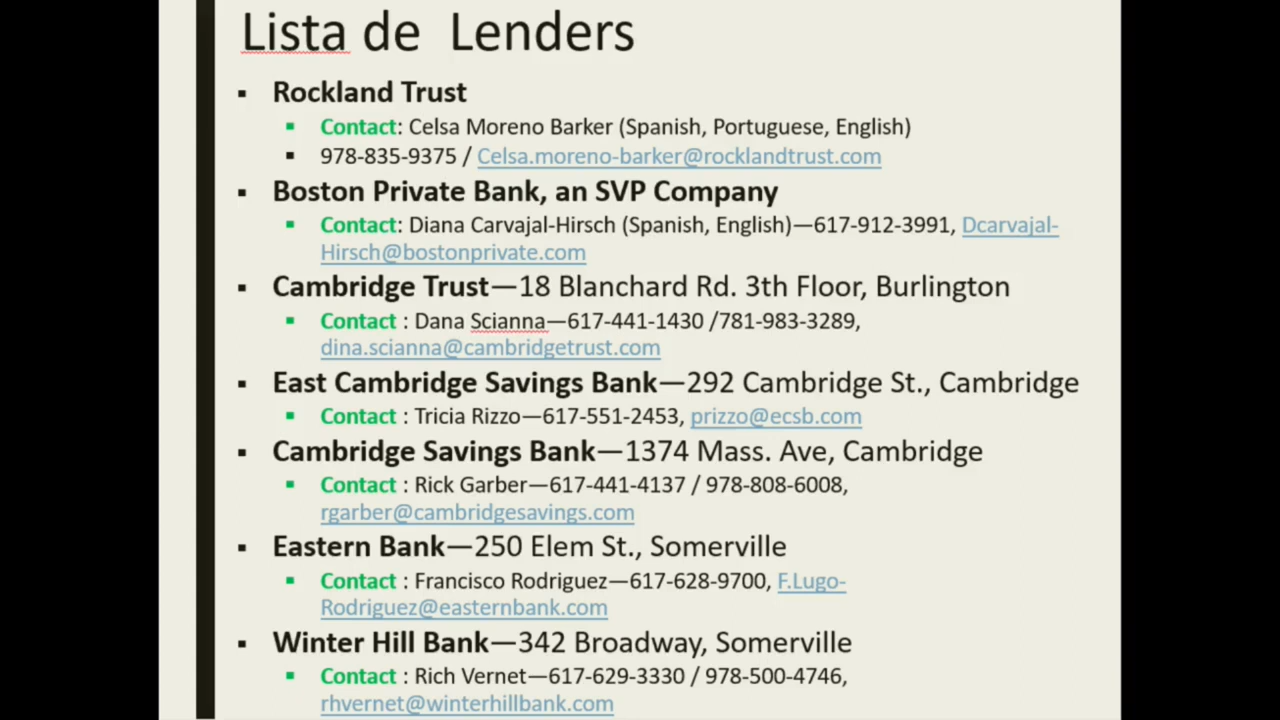 Lista de Lenders
▪ Rockland Trust
▪ Contact: Celsa Moreno Barker (Spanish, Portuguese, English)
▪ 978-835-9375 / Celsa.moreno-barker@rocklandtrust.com
▪ Boston Private Bank, an SVP Company
▪ Contact: Diana Carvajal-Hirsch (Spanish, English)—617-912-3991, Dcarvajal-
Hirsch@bostonprivate.com
▪ Cambridge Trust—18 Blanchard Rd. 3th Floor, Burlington
▪ Contact : Dana Scianna—617-441-1430 /781-983-3289,
dina.scianna@cambridgetrust.com
▪ East Cambridge Savings Bank—292 Cambridge St., Cambridge
▪ Contact : Tricia Rizzo—617-551-2453, prizzo@ecsb.com
▪ Cambridge Savings Bank—1374 Mass. Ave, Cambridge
▪ Contact : Rick Garber—617-441-4137 / 978-808-6008,
rgarber@cambridgesavings.com
▪ Eastern Bank—250 Elem St., Somerville
▪ Contact : Francisco Rodriguez—617-628-9700, F.Lugo-
Rodriguez@easternbank.com
▪ Winter Hill Bank—342 Broadway, Somerville
▪ Contact : Rich Vernet—617-629-3330 / 978-500-4746,
rhvernet@winterhillbank.com